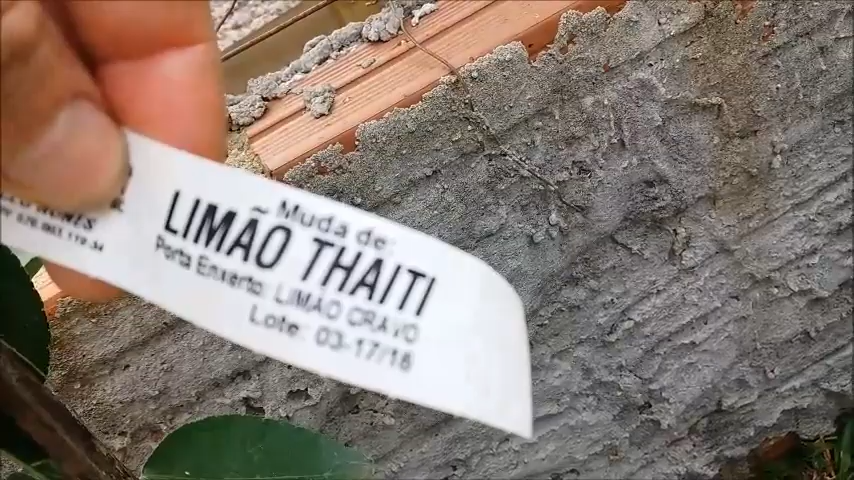 Muda de:
LIMÃO THAITI
Porta Enxerto: LIMÃO CRAVO
Lote: 03-17/18